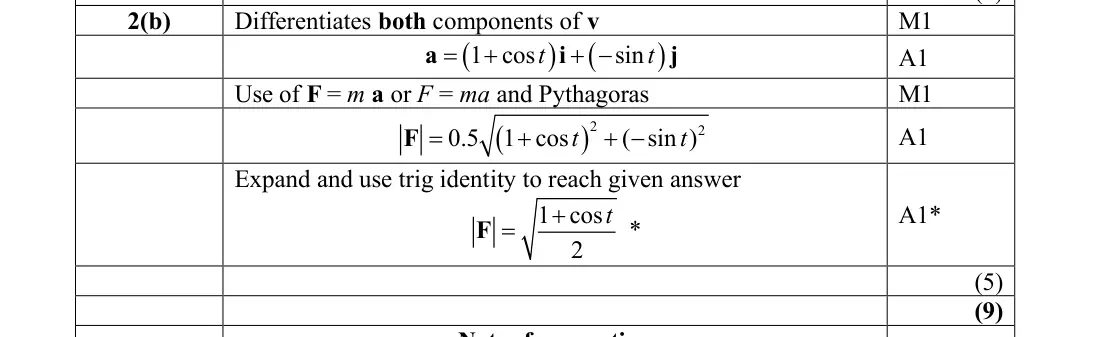 2(b) Differentiates both components of v M1
a = (1 + cos t) i + (−sin t) j A1
Use of F = m a or F = ma and Pythagoras M1
|F| = 0.5√((1 + cos t)² + (−sin t)²) A1
Expand and use trig identity to reach given answer
|F| = √((1 + cos t)/2) * A1*
(5)
(9)